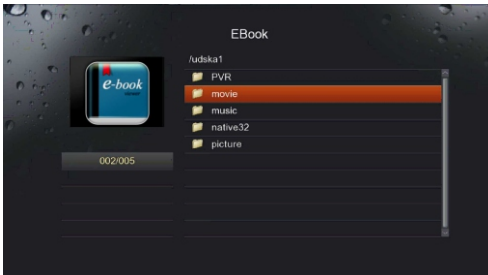 EBook
/udska1
e-book
PVR
movie
music
native32
picture
002/005